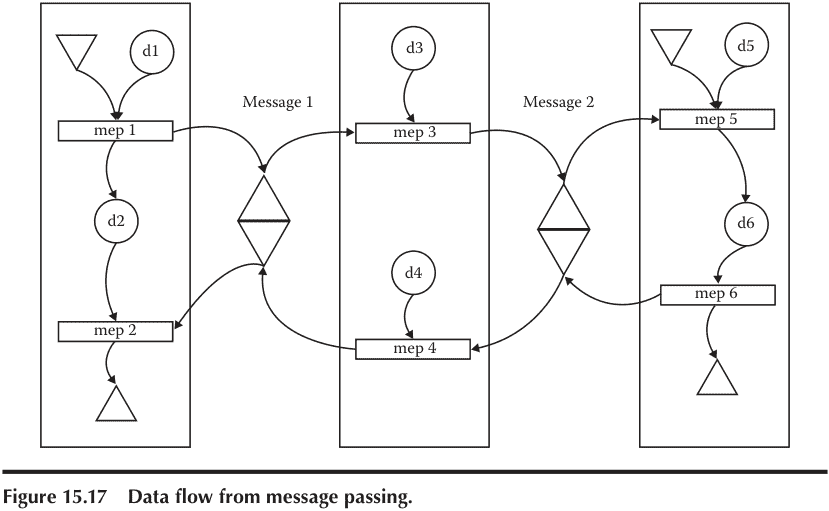 d1
d3
d5
Message 1
Message 2
mep 1
mep 3
mep 5
d2
d6
d4
mep 6
mep 2
mep 4
Figure 15.17 Data flow from message passing.